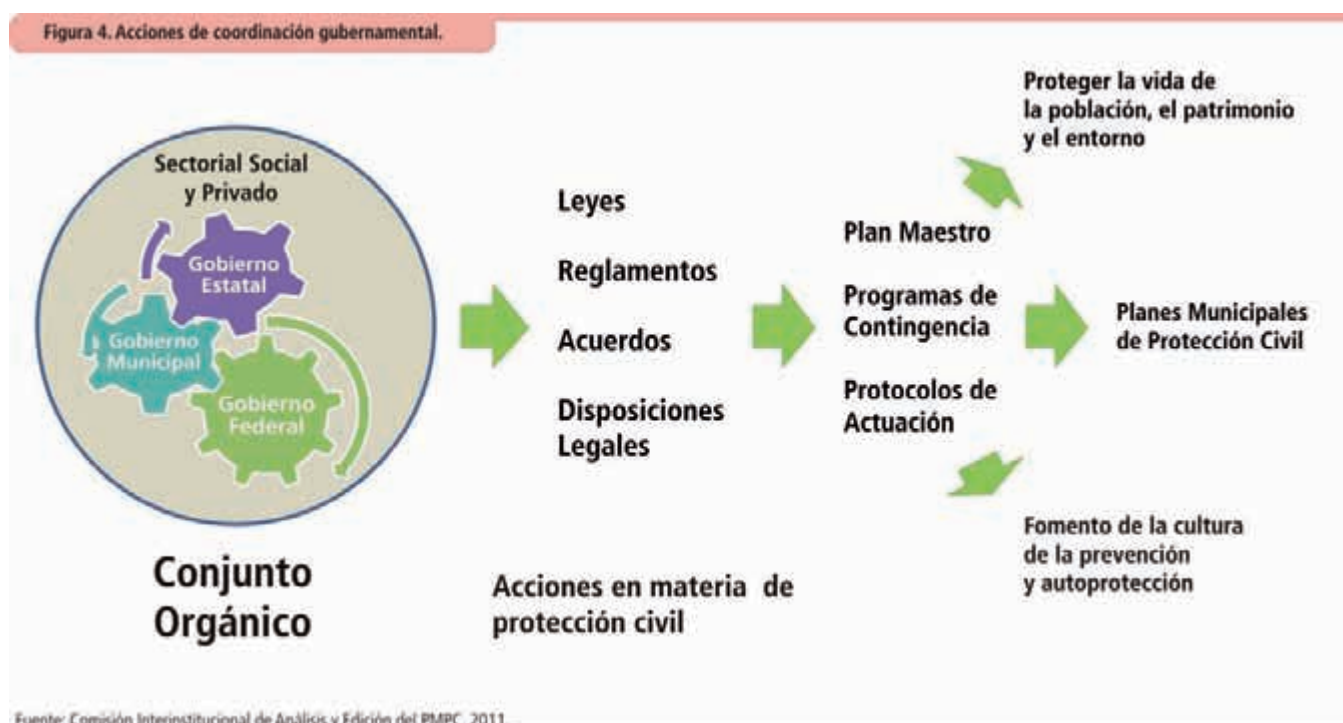 Figura 4. Acciones de coordinación gubernamental.
Sectorial Social
y Privado
Gobierno
Estatal
Gobierno
Municipal
Gobierno
Federal
Conjunto
Orgánico
Leyes
Reglamentos
Acuerdos
Disposiciones
Legales
Acciones en materia de
protección civil
Plan Maestro
Programas de
Contingencia
Protocolos de
Actuación
Proteger la vida de
la población, el patrimonio
y el entorno
Planes Municipales
de Protección Civil
Fomento de la cultura
de la prevención
y autoprotección
Fuente: Comisión Interinstitucional de Análisis y Edición del PMPC, 2011.